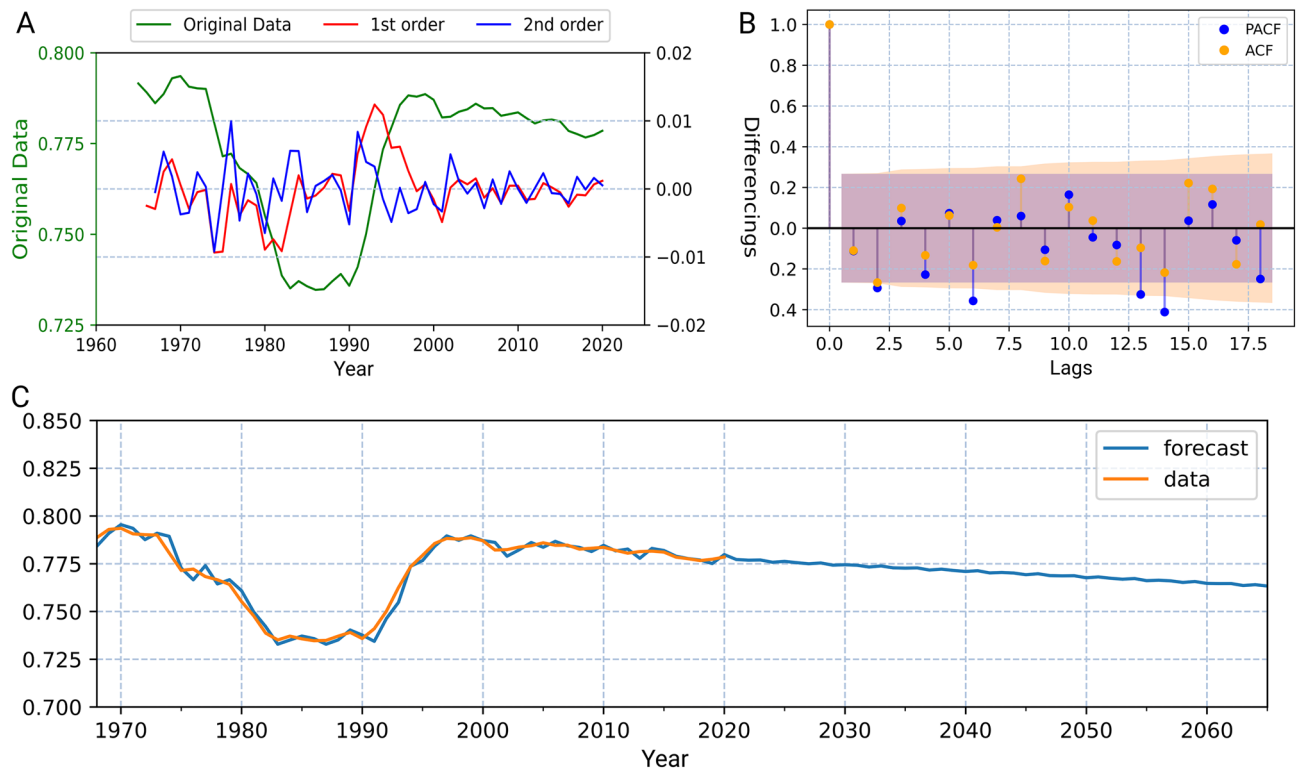 A
Original Data 1st order 2nd order
0.800
0.775
0.750
0.725
Original Data
0.02
0.01
0.00
−0.01
−0.02
1960 1970 1980 1990 2000 2010 2020
Year
B
PACF
ACF
1.0
0.8
0.6
0.4
0.2
0.0
0.2
0.4
Differencings
0.0 2.5 5.0 7.5 10.0 12.5 15.0 17.5
Lags
C
forecast
data
0.850
0.825
0.800
0.775
0.750
0.725
0.700
1970 1980 1990 2000 2010 2020 2030 2040 2050 2060
Year